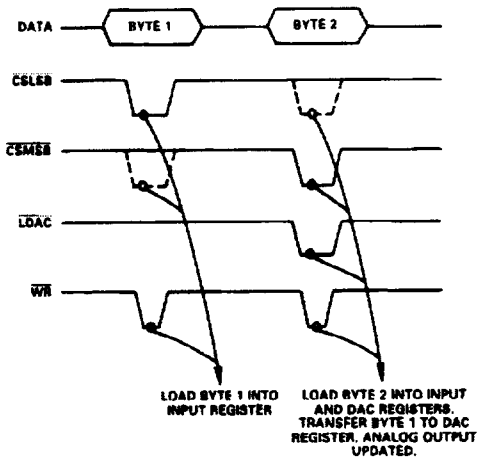 DATA
BYTE 1
BYTE 2
CSLSB
CSMSB
LDAC
WR
LOAD BYTE 1 INTO
INPUT REGISTER
LOAD BYTE 2 INTO INPUT
AND DAC REGISTERS.
TRANSFER BYTE 1 TO DAC
REGISTER. ANALOG OUTPUT
UPDATED.